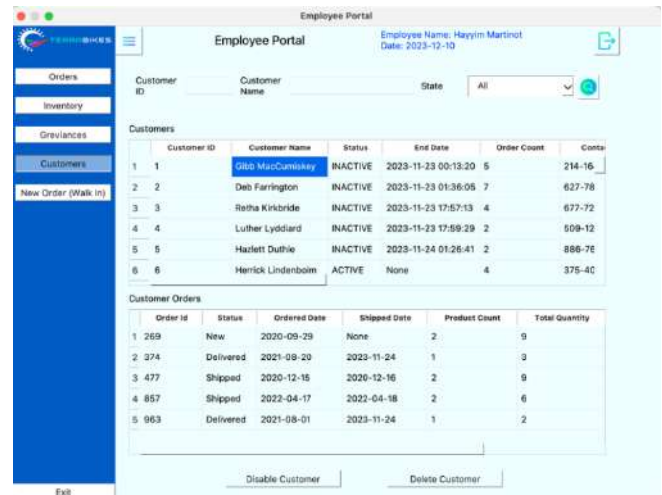 Employee Portal
TERRABIKES
Employee Portal
Employee Name: Hayyim Martinot
Date: 2023-12-10
Orders
Inventory
Greviances
Customers
New Order (Walk in)
Exit
Customer ID
Customer Name
State
All
Customers
Customer ID Customer Name Status End Date Order Count Conta
1 1 Gibb MacCumiskey INACTIVE 2023-11-23 00:13:20 5 214-16
2 2 Deb Farrington INACTIVE 2023-11-23 01:36:05 7 627-78
3 3 Retha Kirkbride INACTIVE 2023-11-23 17:57:13 4 677-72
4 4 Luther Lyddiard INACTIVE 2023-11-23 17:59:29 2 509-12
5 5 Hazlett Duthie INACTIVE 2023-11-24 01:26:41 2 886-76
6 6 Herrick Lindenboim ACTIVE None 4 375-40
Customer Orders
Order Id Status Ordered Date Shipped Date Product Count Total Quantity
1 269 New 2020-09-29 None 2 9
2 374 Delivered 2021-08-20 2023-11-24 1 3
3 477 Shipped 2020-12-15 2020-12-16 2 9
4 857 Shipped 2022-04-17 2022-04-18 2 6
5 963 Delivered 2021-08-01 2023-11-24 1 2
Disable Customer
Delete Customer